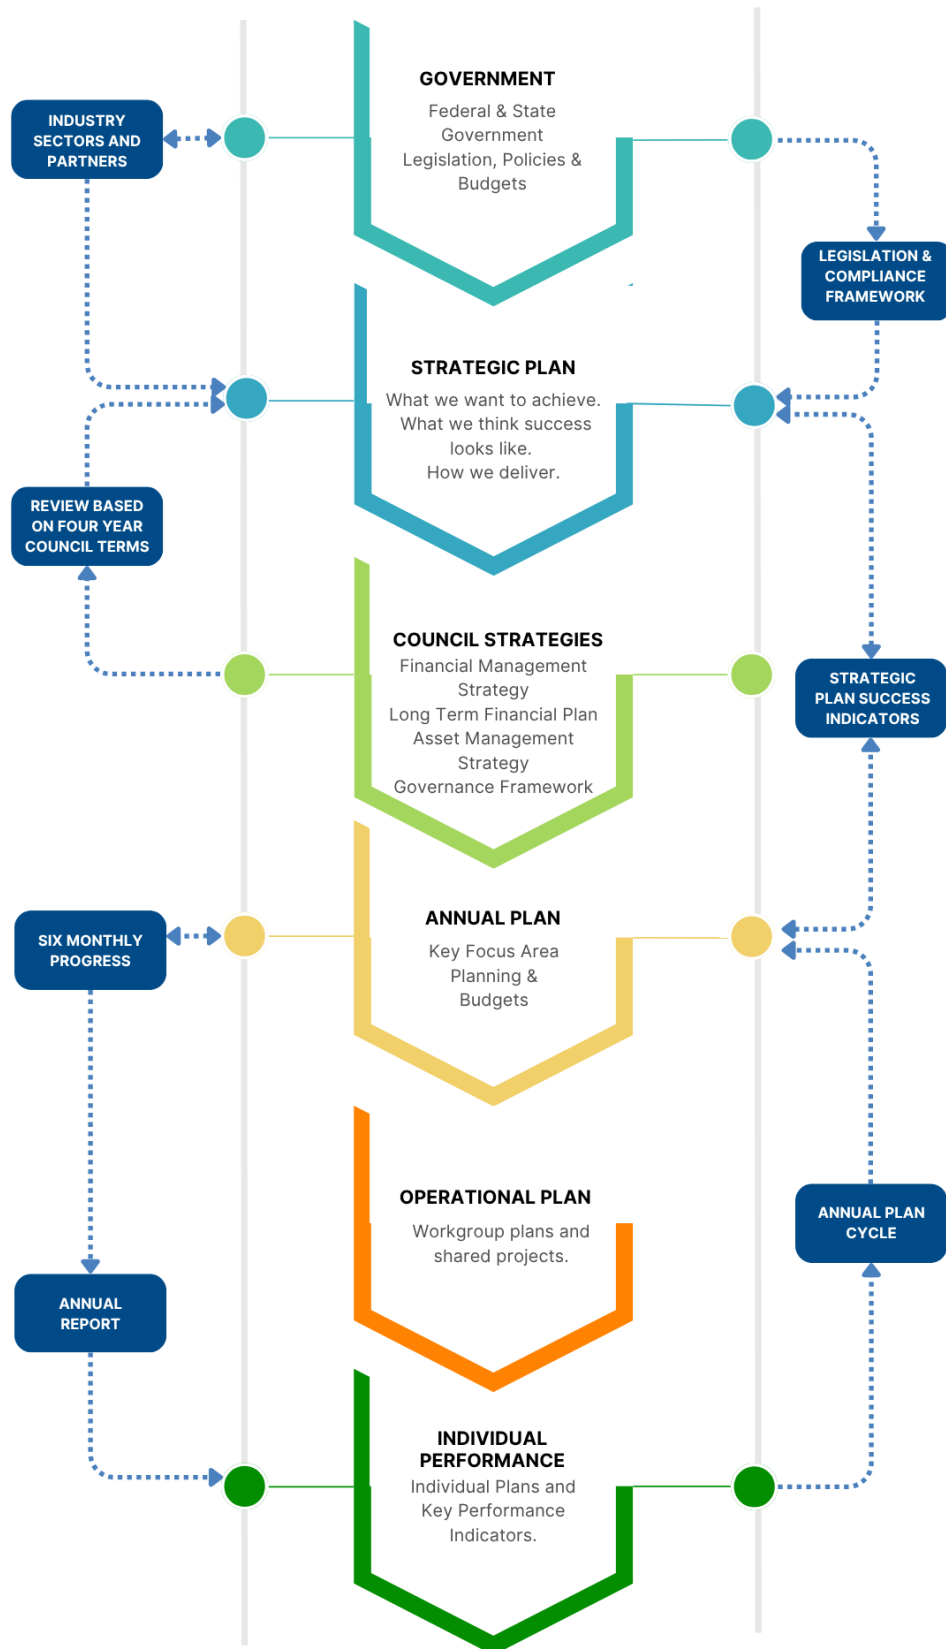 GOVERNMENT
Federal & State
Government
Legislation, Policies &
Budgets
INDUSTRY
SECTORS AND
PARTNERS
LEGISLATION &
COMPLIANCE
FRAMEWORK
STRATEGIC PLAN
What we want to achieve.
What we think success
looks like.
How we deliver.
REVIEW BASED
ON FOUR YEAR
COUNCIL TERMS
COUNCIL STRATEGIES
Financial Management
Strategy
Long Term Financial Plan
Asset Management
Strategy
Governance Framework
STRATEGIC
PLAN SUCCESS
INDICATORS
ANNUAL PLAN
Key Focus Area
Planning &
Budgets
SIX MONTHLY
PROGRESS
OPERATIONAL PLAN
Workgroup plans and
shared projects.
ANNUAL PLAN
CYCLE
ANNUAL
REPORT
INDIVIDUAL
PERFORMANCE
Individual Plans and
Key Performance
Indicators.